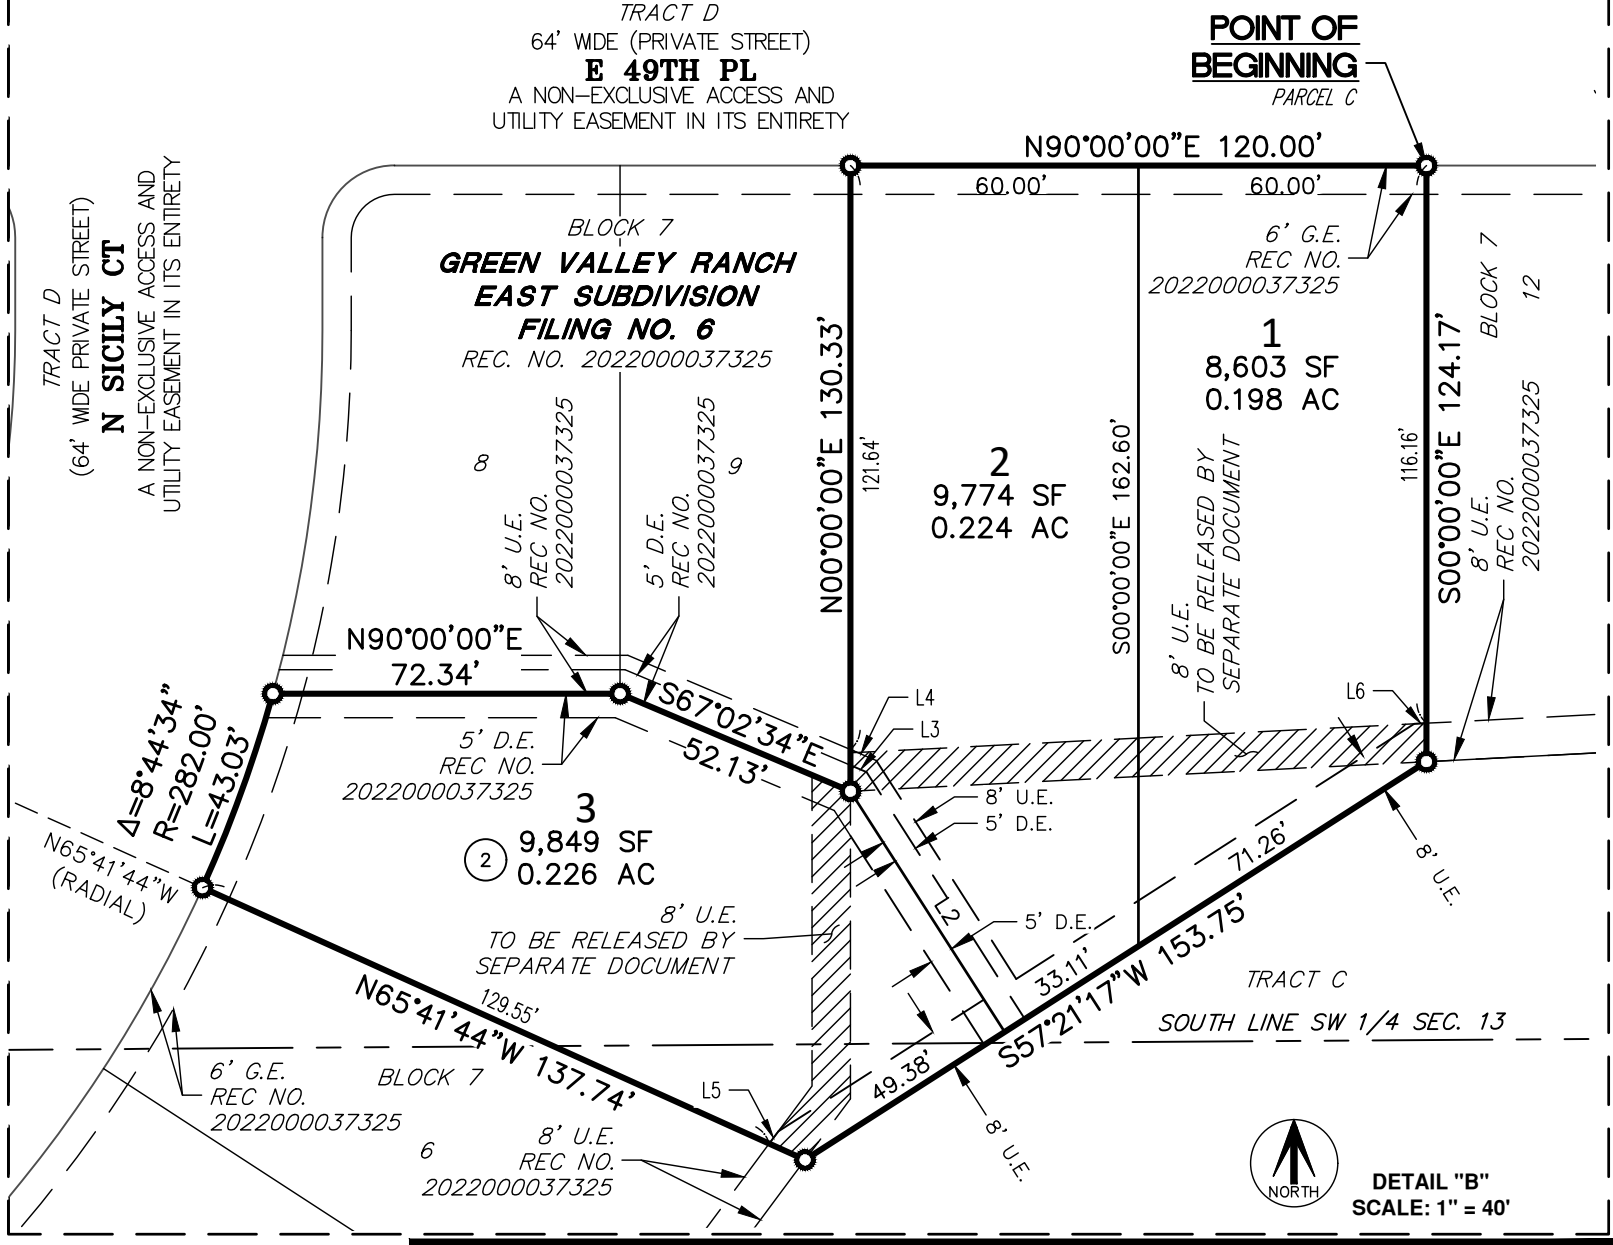 TRACT D
64' WIDE (PRIVATE STREET)
E 49TH PL
A NON-EXCLUSIVE ACCESS AND
UTILITY EASEMENT IN ITS ENTIRETY
POINT OF
BEGINNING
PARCEL C
TRACT D
(64' WIDE PRIVATE STREET)
N SICILY CT
A NON-EXCLUSIVE ACCESS AND
UTILITY EASEMENT IN ITS ENTIRETY
N90°00'00"E 120.00'
60.00'
60.00'
BLOCK 7
GREEN VALLEY RANCH
EAST SUBDIVISION
FILING NO. 6
REC. NO. 2022000037325
6' G.E.
REC NO.
2022000037325
BLOCK 7
12
1
8,603 SF
0.198 AC
N00°00'00"E 130.33'
121.64'
2
9,774 SF
0.224 AC
S00°00'00"E 162.60'
8' U.E.
TO BE RELEASED BY
SEPARATE DOCUMENT
116.16'
S00°00'00"E 124.17'
8' U.E.
REC NO.
2022000037325
8
8' U.E.
REC NO.
2022000037325
5' D.E.
REC NO.
2022000037325
9
N90°00'00"E
72.34'
S67°02'34"E
52.13'
L4
L3
L6
5' D.E.
REC NO.
2022000037325
Δ=8°44'34"
R=282.00'
L=43.03'
N65°41'44"W
(RADIAL)
3
9,849 SF
0.226 AC
2
8' U.E.
5' D.E.
L2
5' D.E.
71.26'
8' U.E.
8' U.E.
TO BE RELEASED BY
SEPARATE DOCUMENT
129.55'
N65°41'44"W 137.74'
33.11'
S57°21'17"W 153.75'
49.38'
8' U.E.
TRACT C
SOUTH LINE SW 1/4 SEC. 13
6' G.E.
REC NO.
2022000037325
BLOCK 7
L5
6
8' U.E.
REC NO.
2022000037325
NORTH
DETAIL "B"
SCALE: 1" = 40'